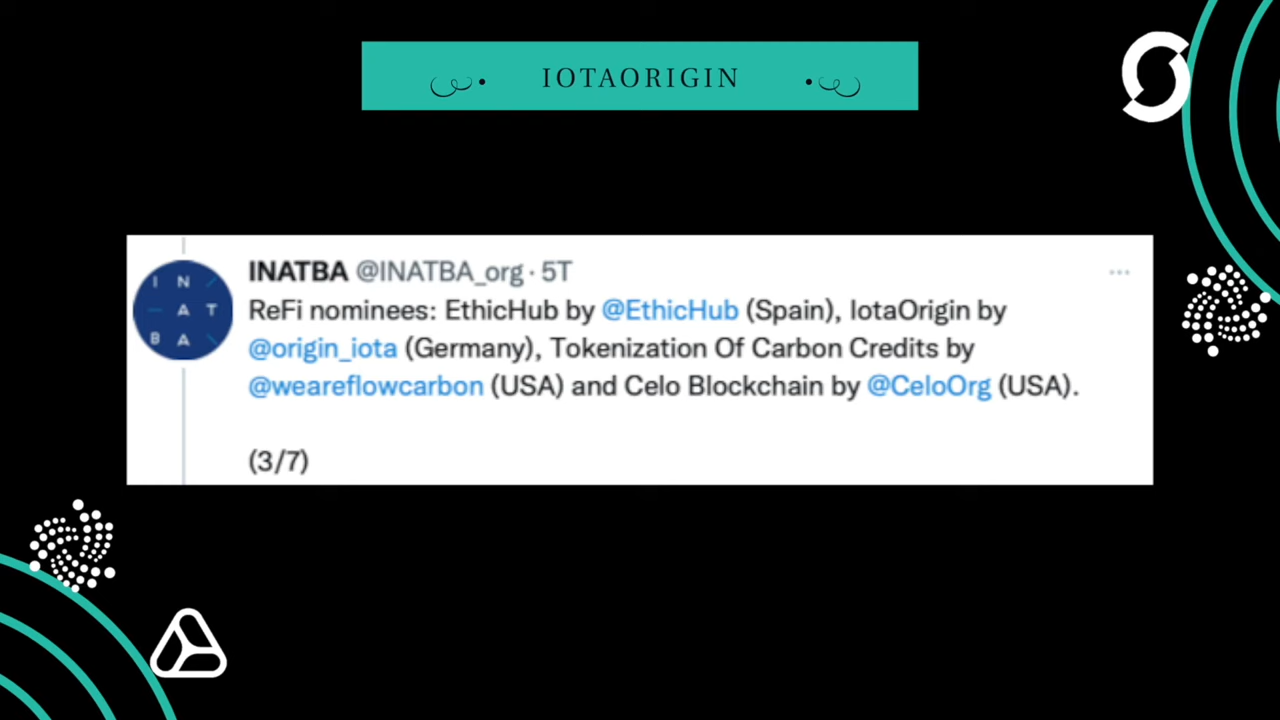 IOTAORIGIN
INATBA @INATBA_org · 5T
ReFi nominees: EthicHub by @EthicHub (Spain), IotaOrigin by
@origin_iota (Germany), Tokenization Of Carbon Credits by
@weareflowcarbon (USA) and Celo Blockchain by @CeloOrg (USA).
(3/7)
I N
A T
B A